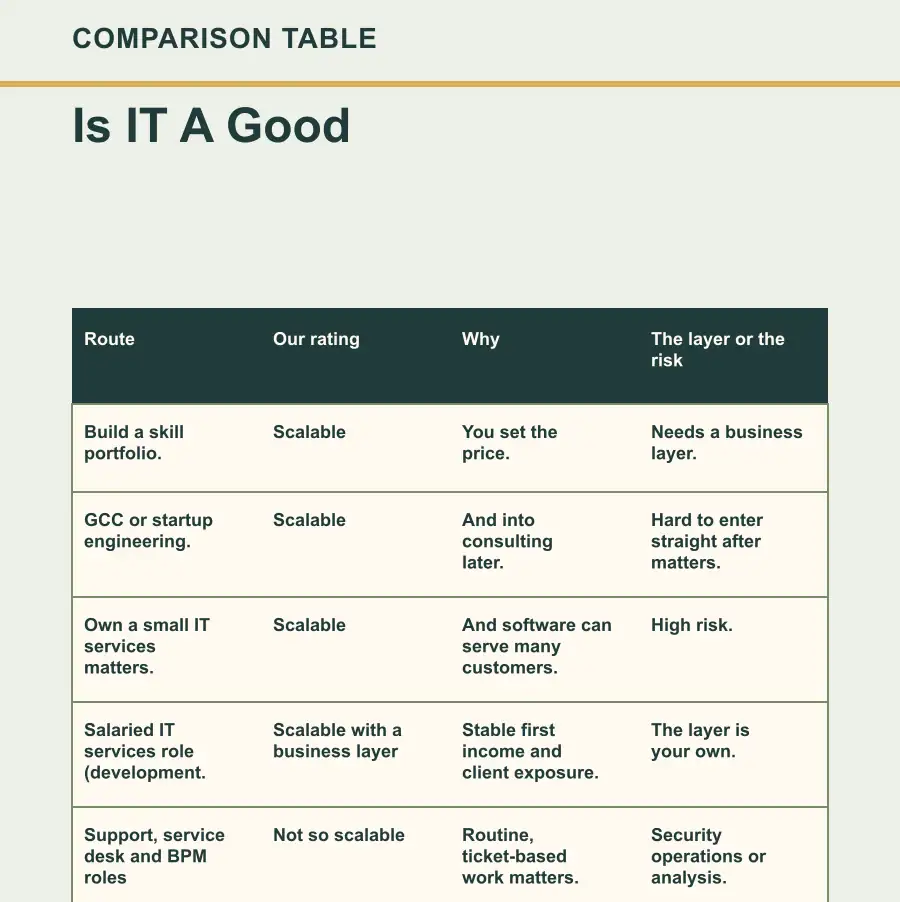 COMPARISON TABLE
Is IT A Good
Route
Our rating
Why
The layer or the
risk
Build a skill
portfolio.
Scalable
You set the
price.
Needs a business
layer.
GCC or startup
engineering.
Scalable
And into
consulting
later.
Hard to enter
straight after
matters.
Own a small IT
services
matters.
Scalable
And software can
serve many
customers.
High risk.
Salaried IT
services role
(development.
Scalable with a
business layer
Stable first
income and
client exposure.
The layer is
your own.
Support, service
desk and BPM
roles
Not so scalable
Routine,
ticket-based
work matters.
Security
operations or
analysis.